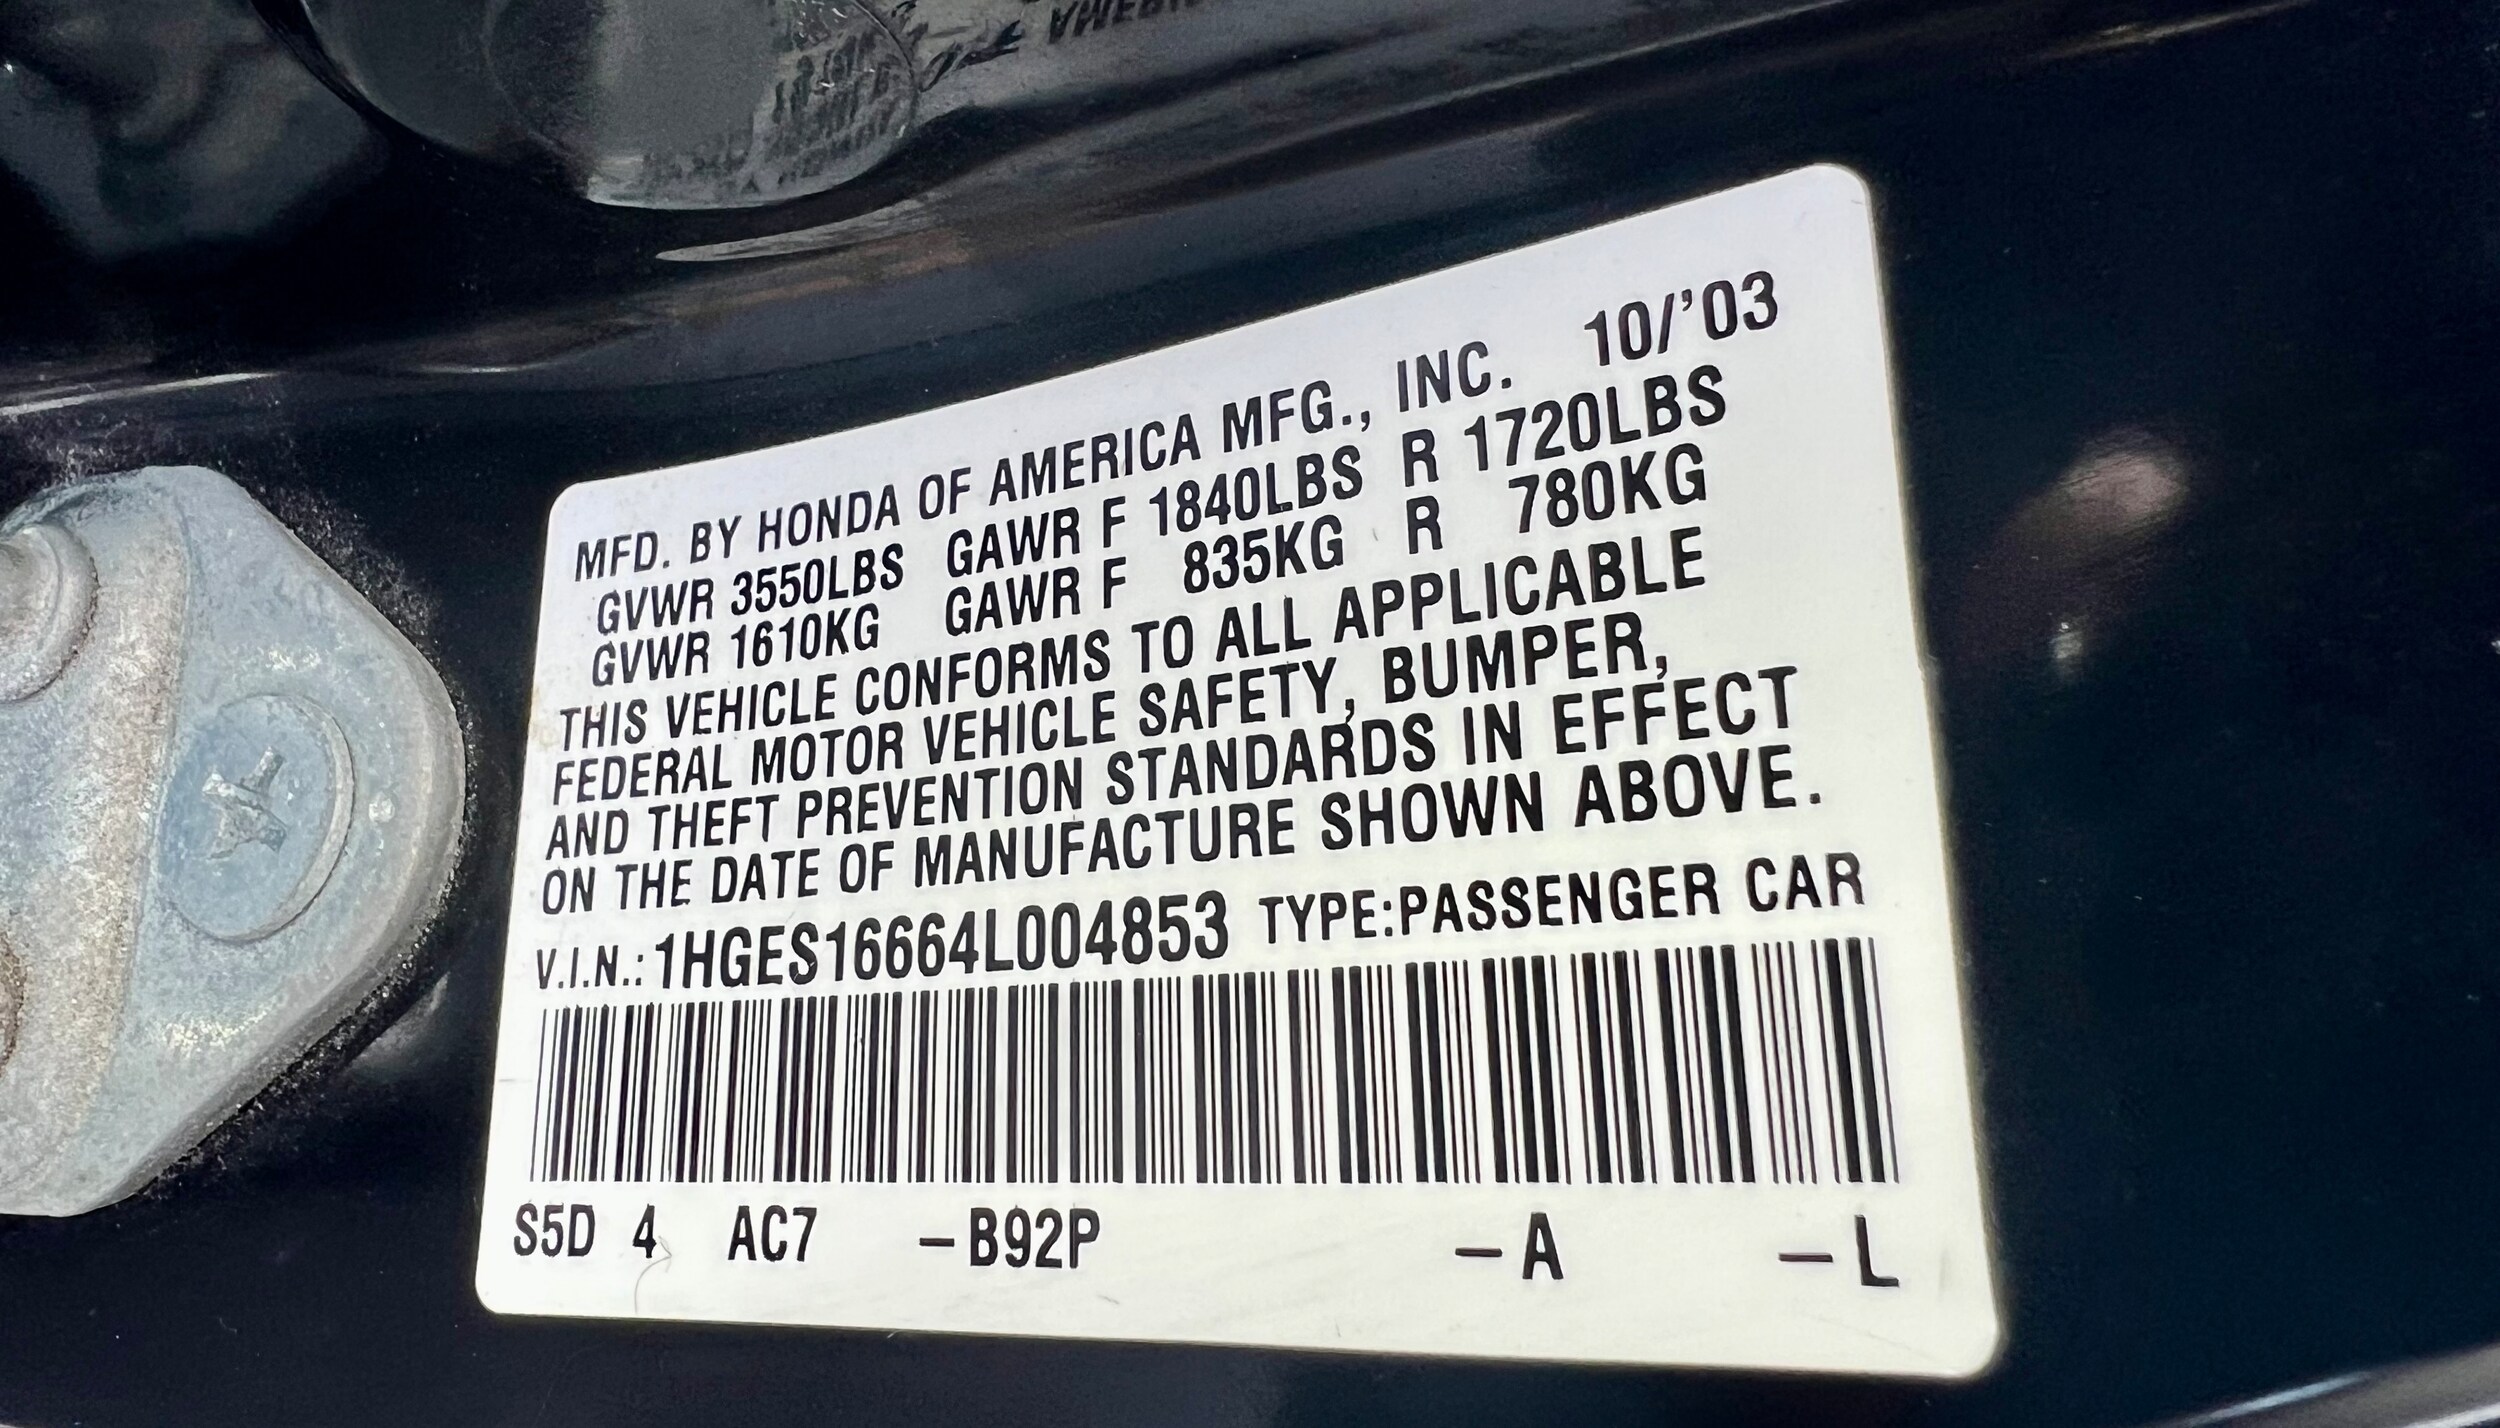 MFD. BY HONDA OF AMERICA MFG., INC. 10/'03
GVWR 3550LBS GAWR F 1840LBS R 1720LBS
GVWR 1610KG GAWR F 835KG R 780KG
THIS VEHICLE CONFORMS TO ALL APPLICABLE
FEDERAL MOTOR VEHICLE SAFETY, BUMPER,
AND THEFT PREVENTION STANDARDS IN EFFECT
ON THE DATE OF MANUFACTURE SHOWN ABOVE.
V.I.N.: 1HGES16664L004853 TYPE:PASSENGER CAR
S5D 4 AC7 -B92P -A -L